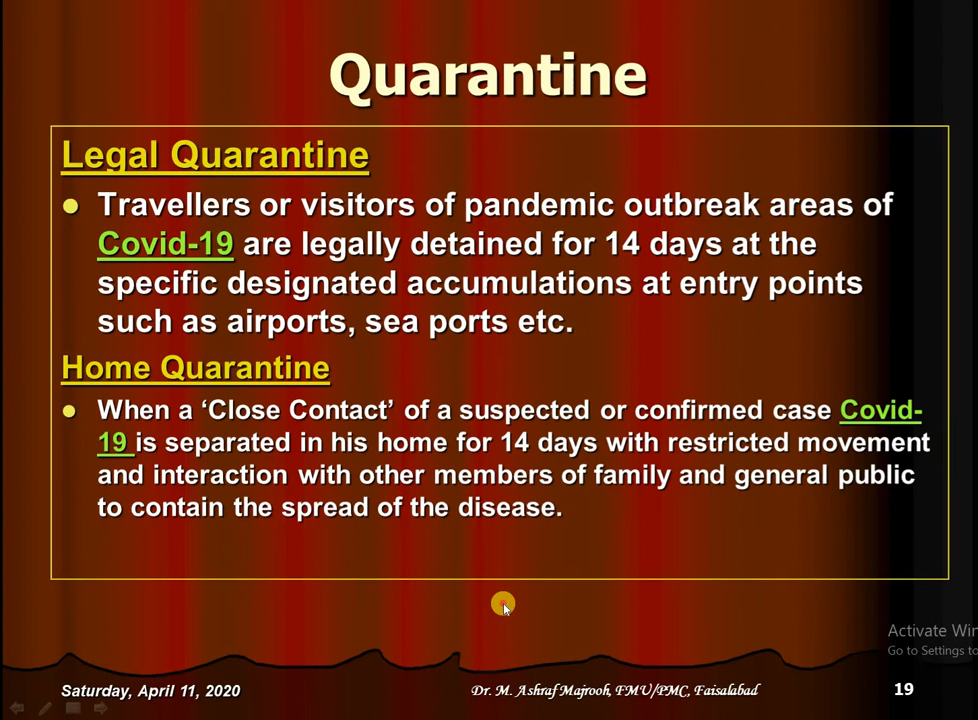 Quarantine
Legal Quarantine
Travellers or visitors of pandemic outbreak areas of
Covid-19 are legally detained for 14 days at the
specific designated accumulations at entry points
such as airports, sea ports etc.
Home Quarantine
When a ‘Close Contact’ of a suspected or confirmed case Covid-
19 is separated in his home for 14 days with restricted movement
and interaction with other members of family and general public
to contain the spread of the disease.
Activate Win
Go to Settings to
Saturday, April 11, 2020
Dr. M. Ashraf Majrooh, FMU/PMC, Faisalabad
19